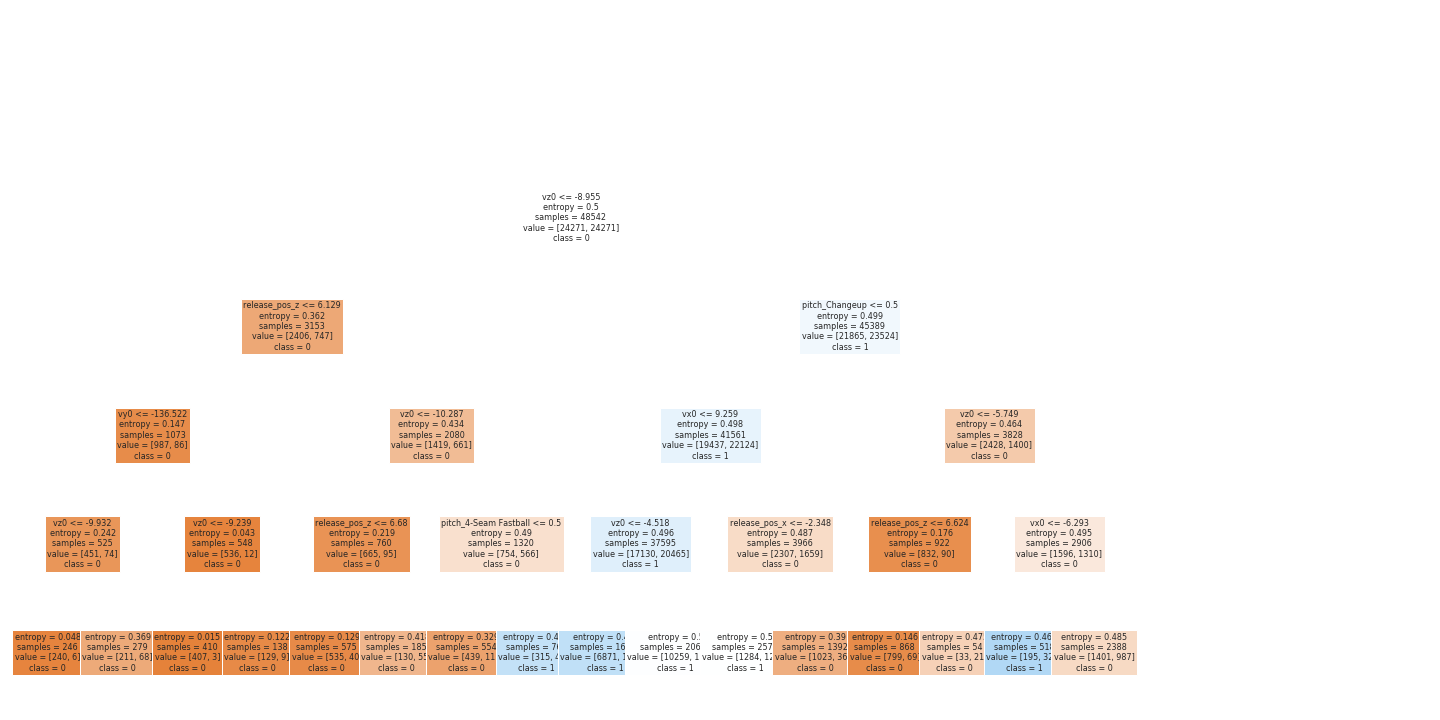 vz0 <= -8.955
entropy = 0.5
samples = 48542
value = [24271, 24271]
class = 0
release_pos_z <= 6.129
entropy = 0.362
samples = 3153
value = [2406, 747]
class = 0
pitch_Changeup <= 0.5
entropy = 0.499
samples = 45389
value = [21865, 23524]
class = 1
vy0 <= -136.522
entropy = 0.147
samples = 1073
value = [987, 86]
class = 0
vz0 <= -10.287
entropy = 0.434
samples = 2080
value = [1419, 661]
class = 0
vx0 <= 9.259
entropy = 0.498
samples = 41561
value = [19437, 22124]
class = 1
vz0 <= -5.749
entropy = 0.464
samples = 3828
value = [2428, 1400]
class = 0
vz0 <= -9.932
entropy = 0.242
samples = 525
value = [451, 74]
class = 0
vz0 <= -9.239
entropy = 0.043
samples = 548
value = [536, 12]
class = 0
release_pos_z <= 6.68
entropy = 0.219
samples = 760
value = [665, 95]
class = 0
pitch_4-Seam Fastball <= 0.5
entropy = 0.49
samples = 1320
value = [754, 566]
class = 0
vz0 <= -4.518
entropy = 0.496
samples = 37595
value = [17130, 20465]
class = 1
release_pos_x <= -2.348
entropy = 0.487
samples = 3966
value = [2307, 1659]
class = 0
release_pos_z <= 6.624
entropy = 0.176
samples = 922
value = [832, 90]
class = 0
vx0 <= -6.293
entropy = 0.495
samples = 2906
value = [1596, 1310]
class = 0
entropy = 0.048
samples = 246
value = [240, 6]
class = 0
entropy = 0.369
samples = 279
value = [211, 68]
class = 0
entropy = 0.015
samples = 410
value = [407, 3]
class = 0
entropy = 0.122
samples = 138
value = [129, 9]
class = 0
entropy = 0.129
samples = 575
value = [535, 40
class = 0
entropy = 0.41
samples = 185
value = [130, 55
class = 0
entropy = 0.329
samples = 554
value = [439, 11
class = 0
entropy = 0.4
samples = 7
value = [315,
class = 1
entropy = 0.
samples = 16
value = [6871,
class = 1
entropy = 0.
samples = 206
value = [10259,
class = 1
entropy = 0.5
samples = 257
value = [1284, 12
class = 1
entropy = 0.39
samples = 1392
value = [1023, 36
class = 0
entropy = 0.146
samples = 868
value = [799, 69]
class = 0
entropy = 0.47
samples = 54
value = [33, 21
class = 0
entropy = 0.46
samples = 518
value = [195, 32
class = 1
entropy = 0.485
samples = 2388
value = [1401, 987]
class = 0